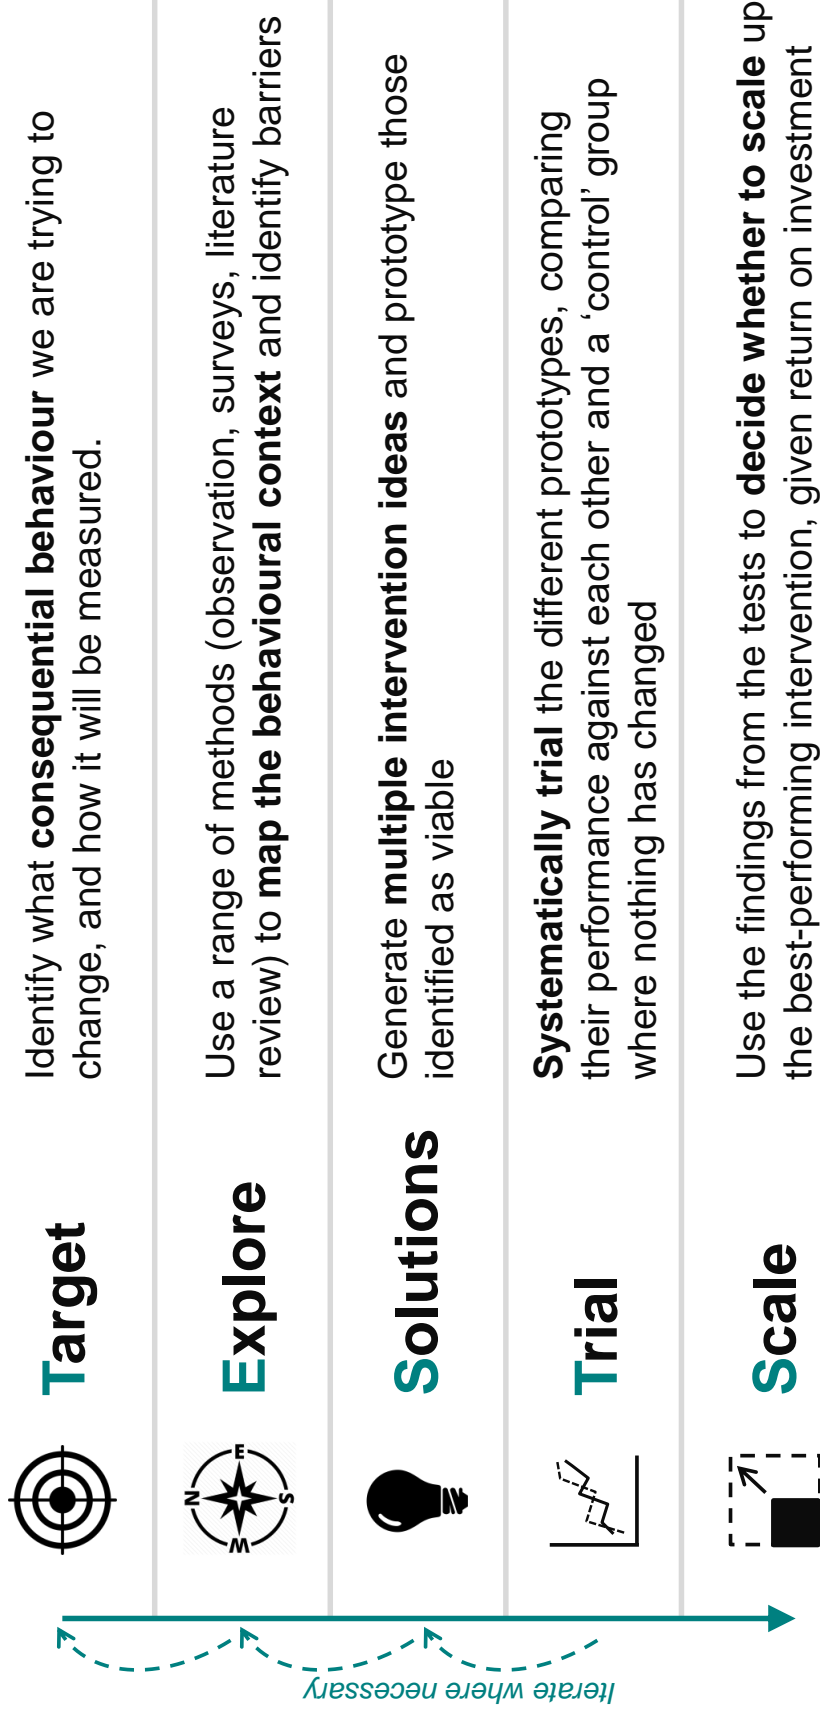 Iterate where necessary
Target
Identify what consequential behaviour we are trying to
change, and how it will be measured.
N
E
S
W
Explore
Use a range of methods (observation, surveys, literature
review) to map the behavioural context and identify barriers
Solutions
Generate multiple intervention ideas and prototype those
identified as viable
Trial
Systematically trial the different prototypes, comparing
their performance against each other and a ‘control’ group
where nothing has changed
Scale
Use the findings from the tests to decide whether to scale up
the best-performing intervention, given return on investment